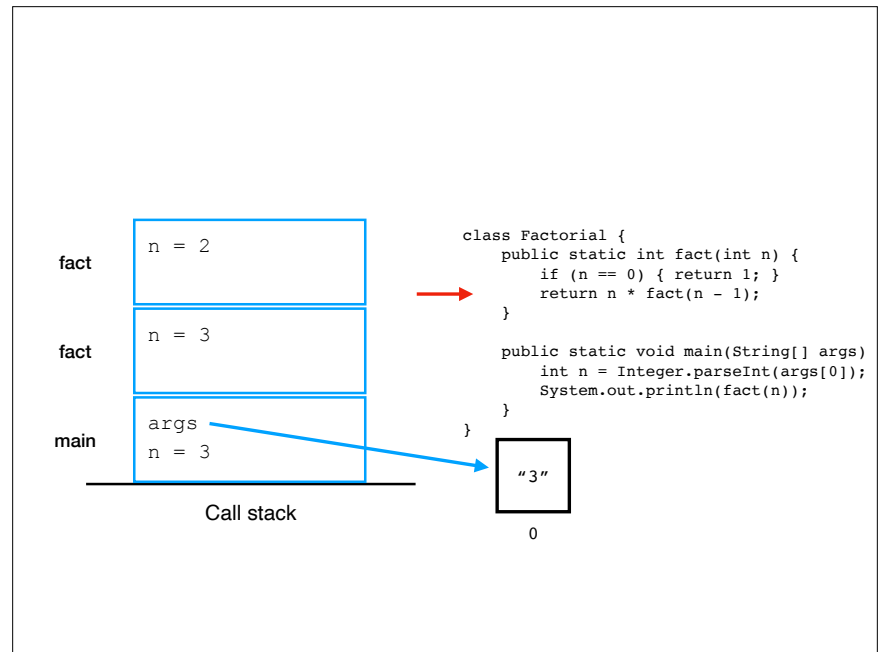 fact
n = 2
fact
n = 3
main
args
n = 3
Call stack
class Factorial {
    public static int fact(int n) {
        if (n == 0) { return 1; }
        return n * fact(n - 1);
    }
    public static void main(String[] args)
        int n = Integer.parseInt(args[0]);
        System.out.println(fact(n));
    }
}
“3”
0